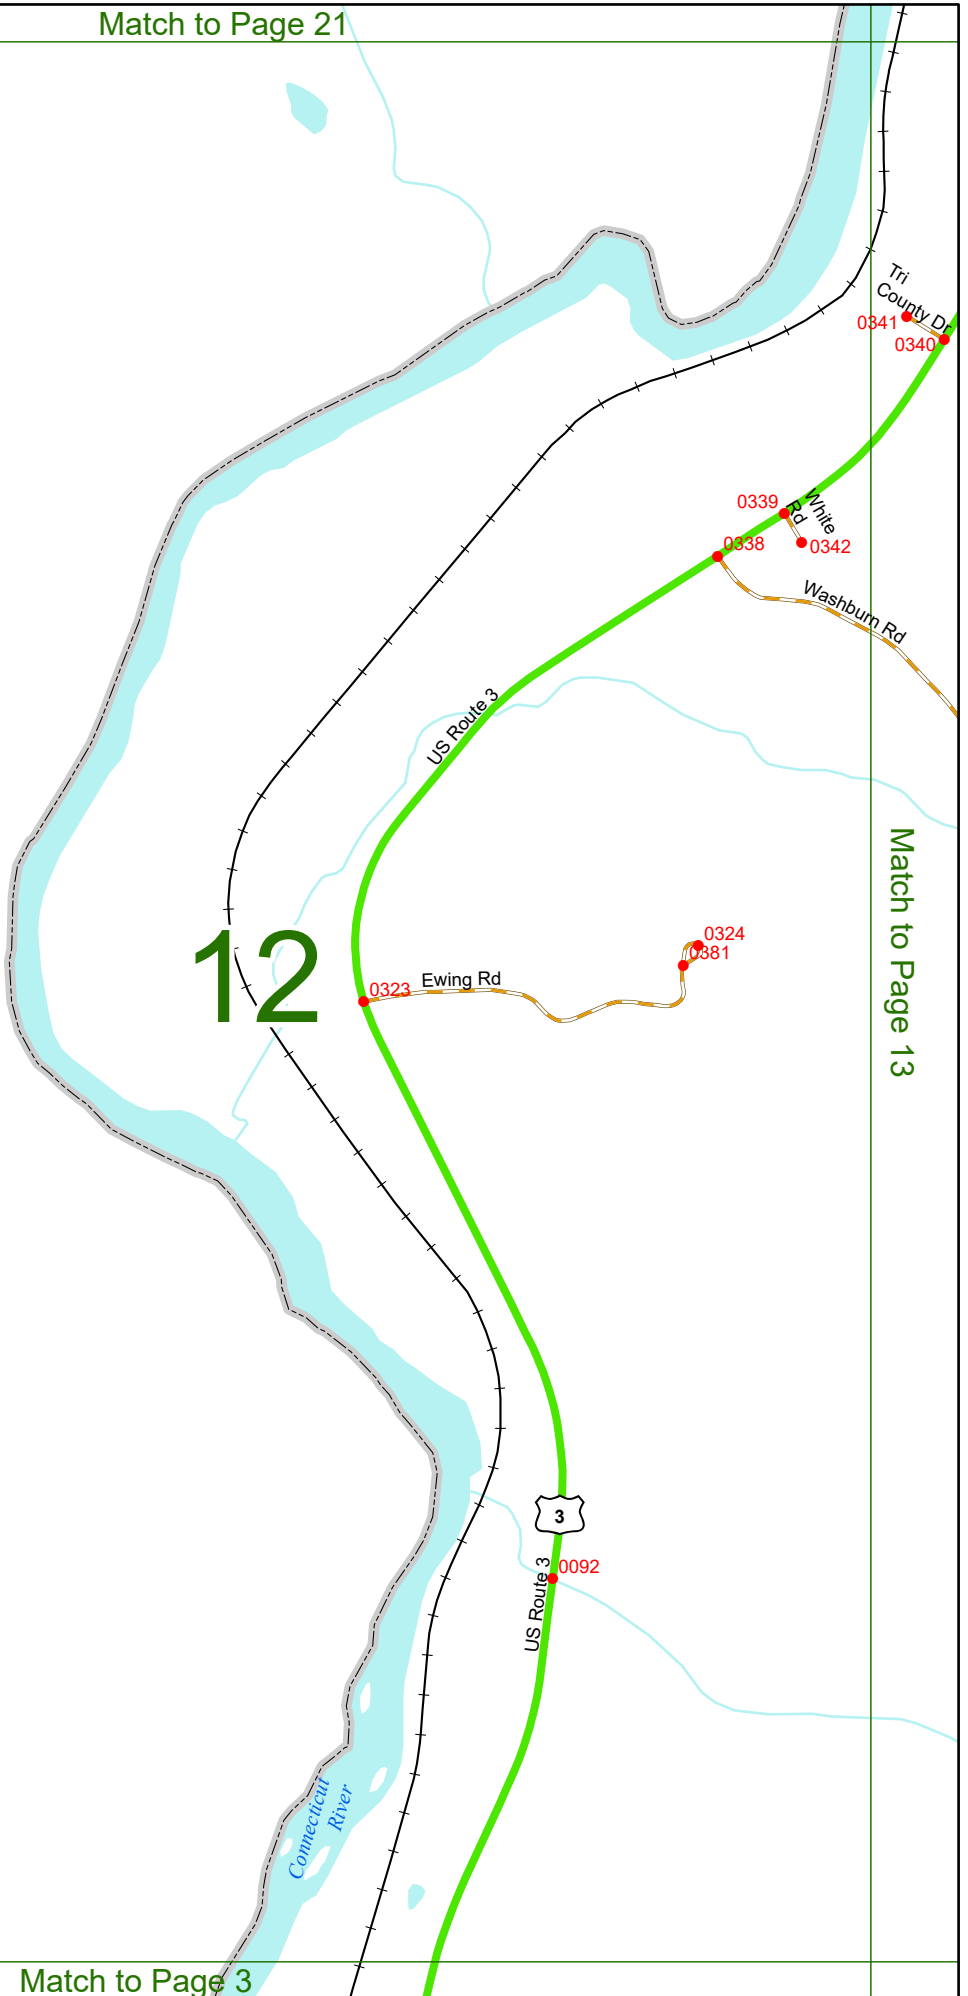 Match to Page 21
Tri
County Dr
0341
0340
0339
White
Rd
0342
0338
Washburn Rd
US Route 3
Match to Page 13
0324
0381
12
Ewing Rd
0323
3
0092
US Route 3
Connecticut
River
Match to Page 3